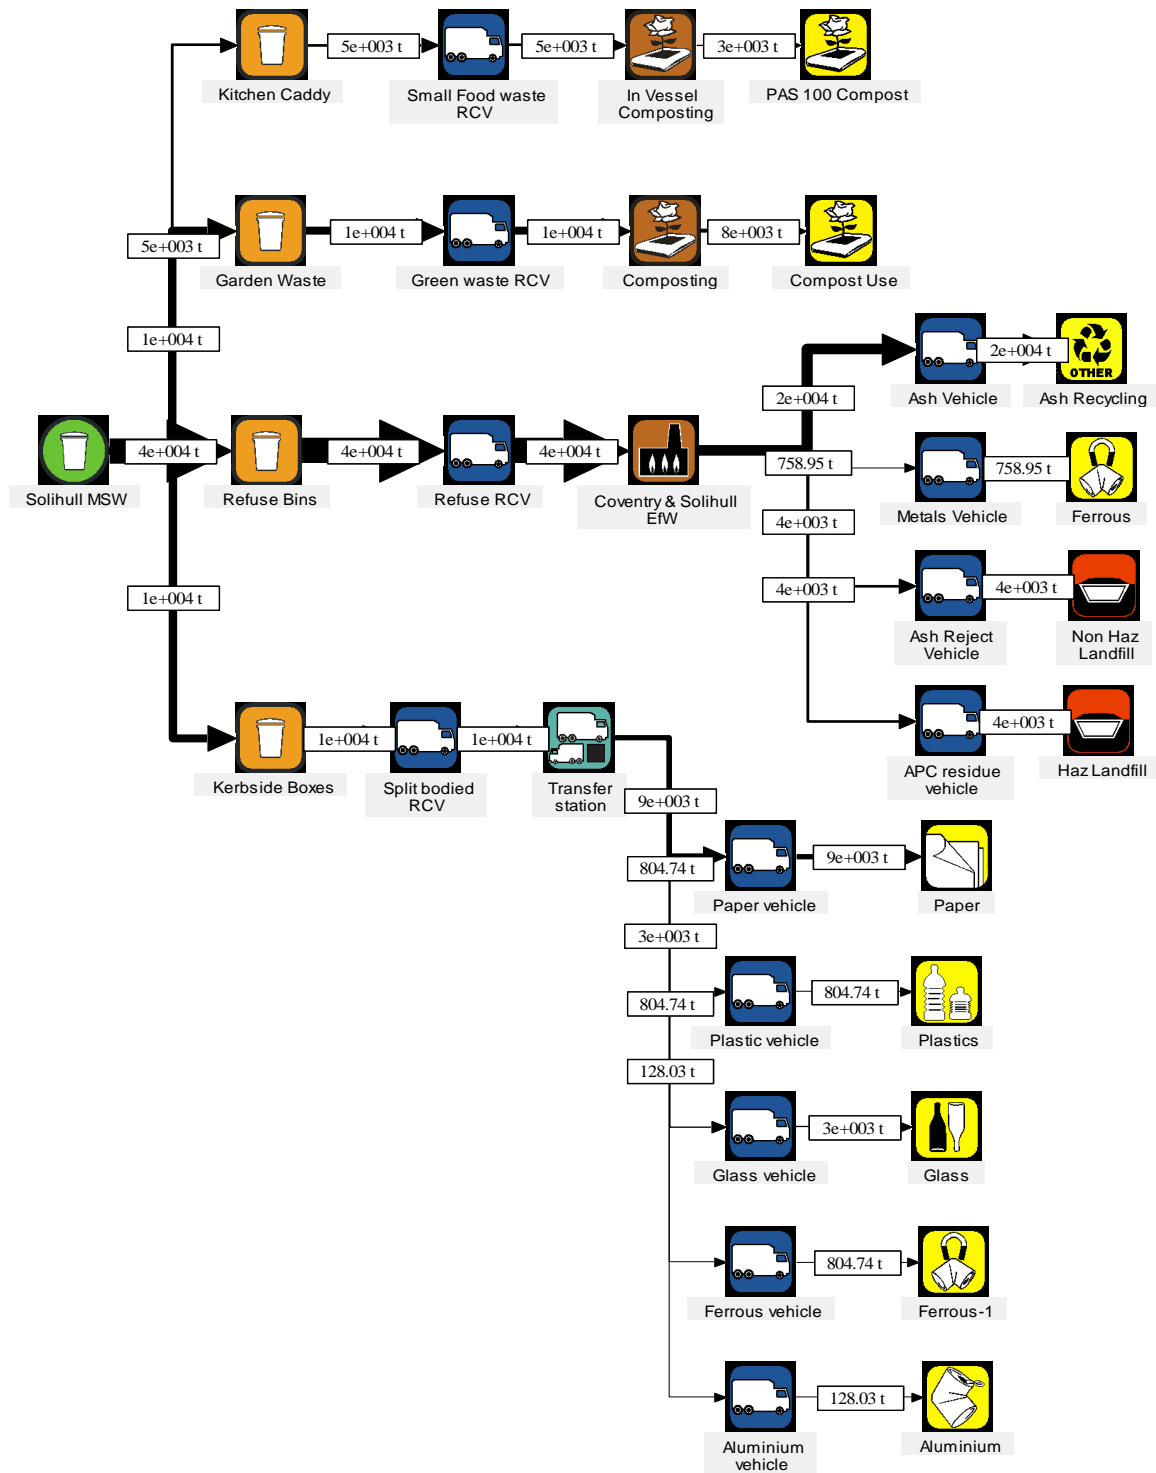 5e+003 t
5e+003 t
3e+003 t
Kitchen Caddy
Small Food waste
RCV
In Vessel
Composting
PAS 100 Compost
5e+003 t
1e+004 t
1e+004 t
8e+003 t
Garden Waste
Green waste RCV
Composting
Compost Use
1e+004 t
2e+004 t
OTHER
Ash Vehicle
Ash Recycling
2e+004 t
4e+004 t
4e+004 t
4e+004 t
758.95 t
758.95 t
Solihull MSW
Refuse Bins
Refuse RCV
Coventry & Solihull
EfW
Metals Vehicle
Ferrous
4e+003 t
1e+004 t
4e+003 t
4e+003 t
Ash Reject
Vehicle
Non Haz
Landfill
1e+004 t
1e+004 t
4e+003 t
Kerbside Boxes
Split bodied
RCV
Transfer
station
APC residue
vehicle
Haz Landfill
9e+003 t
804.74 t
9e+003 t
Paper vehicle
Paper
3e+003 t
804.74 t
804.74 t
Plastic vehicle
Plastics
128.03 t
3e+003 t
Glass vehicle
Glass
804.74 t
Ferrous vehicle
Ferrous-1
128.03 t
Aluminium
vehicle
Aluminium